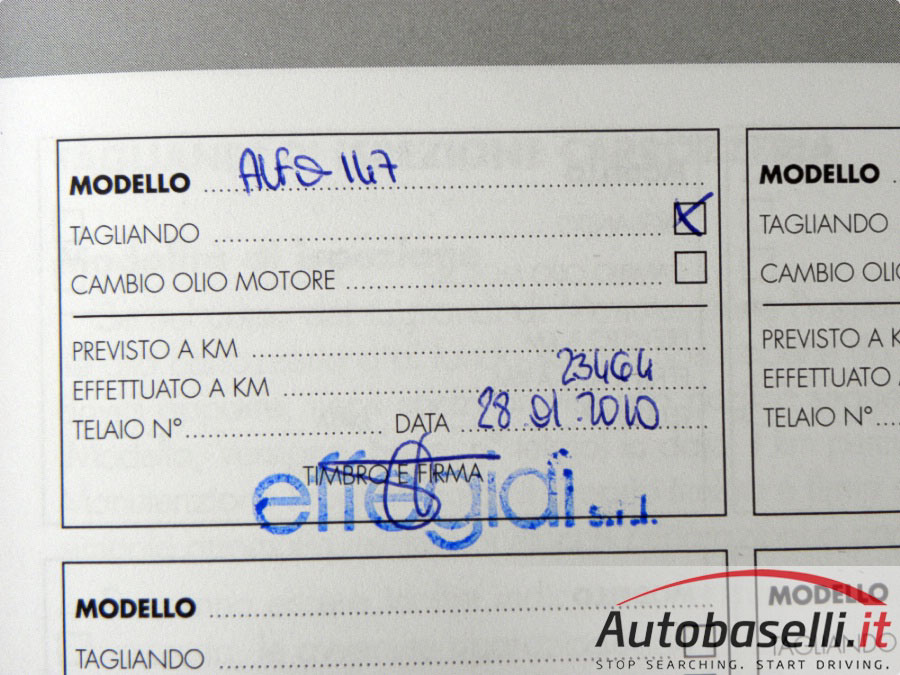 MODELLO ALFA 147
TAGLIANDO
CAMBIO OLIO MOTORE
PREVISTO A KM
EFFETTUATO A KM 23464
TELAIO N° DATA 28.01.2010
TIMBRO E FIRMA
effegidi s.r.l.
MODELLO
TAGLIANDO
CAMBIO OLIO
PREVISTO A K
EFFETTUATO A
TELAIO N°
MODELLO
TAGLIANDO
MODELLO
TAGLIANDO
Autobaselli.it
STOP SEARCHING. START DRIVING.